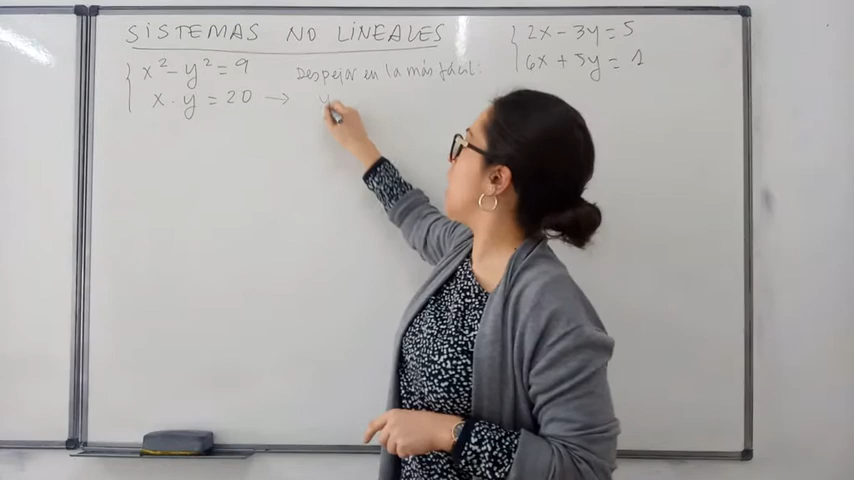 SISTEMAS NO LINEALES
x² - y² = 9
x · y = 20 →
Despejar en la más fácil:
y
2x - 3y = 5
6x + 5y = 1